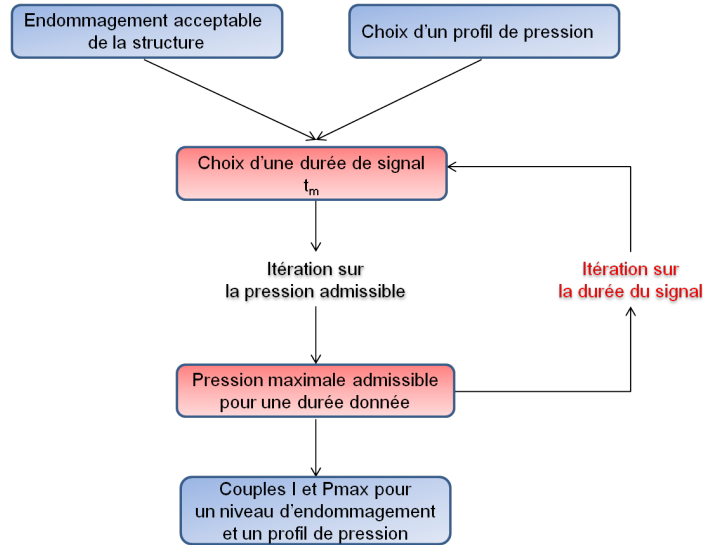 Endommagement acceptable
de la structure
Choix d'un profil de pression
Choix d'une durée de signal
tm
Itération sur
la pression admissible
Itération sur
la durée du signal
Pression maximale admissible
pour une durée donnée
Couples I et Pmax pour
un niveau d'endommagement
et un profil de pression